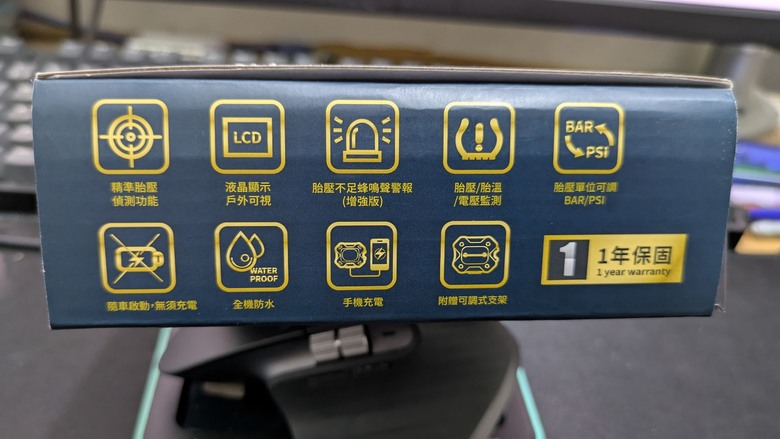 精準胎壓
偵測功能
LCD
液晶顯示
戶外可視
胎壓不足蜂鳴聲警報
(增強版)
胎壓/胎溫
/電壓監測
BAR
PSI
胎壓單位可調
BAR/PSI
隨車啟動,無須充電
WATER
PROOF
全機防水
手機充電
附贈可調式支架
1
1年保固
1 year warranty